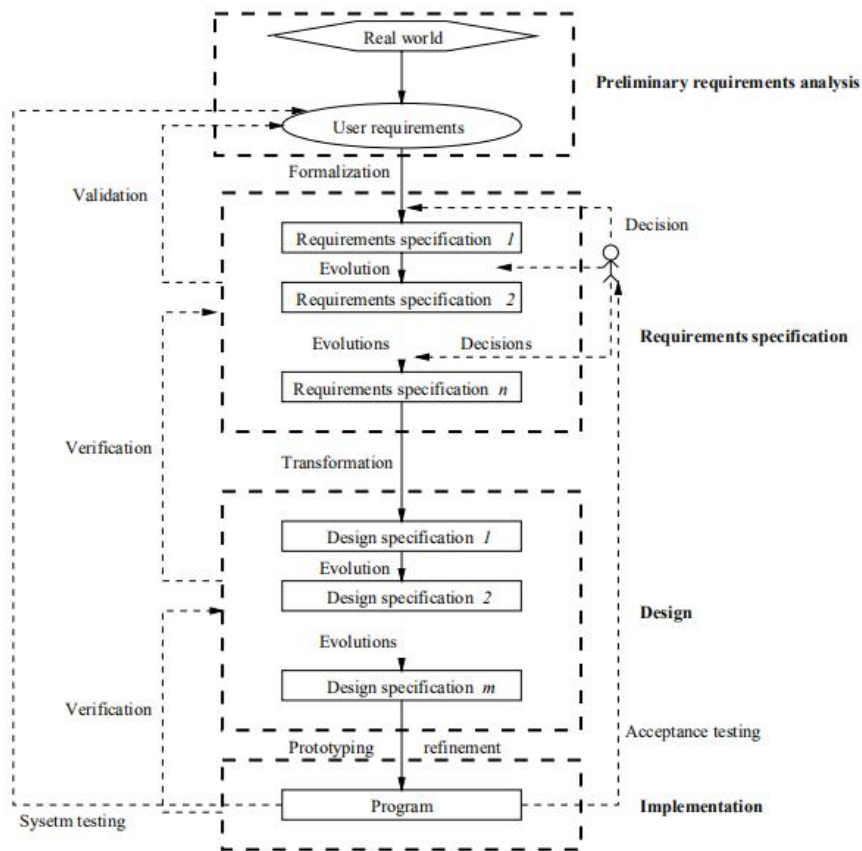 Real world
Preliminary requirements analysis
User requirements
Formalization
Validation
Decision
Requirements specification 1
Evolution
Requirements specification 2
Requirements specification
Evolutions Decisions
Requirements specification n
Verification
Transformation
Design specification 1
Evolution
Design specification 2
Design
Evolutions
Design specification m
Verification
Acceptance testing
Prototyping refinement
Program
Implementation
Sysetm testing